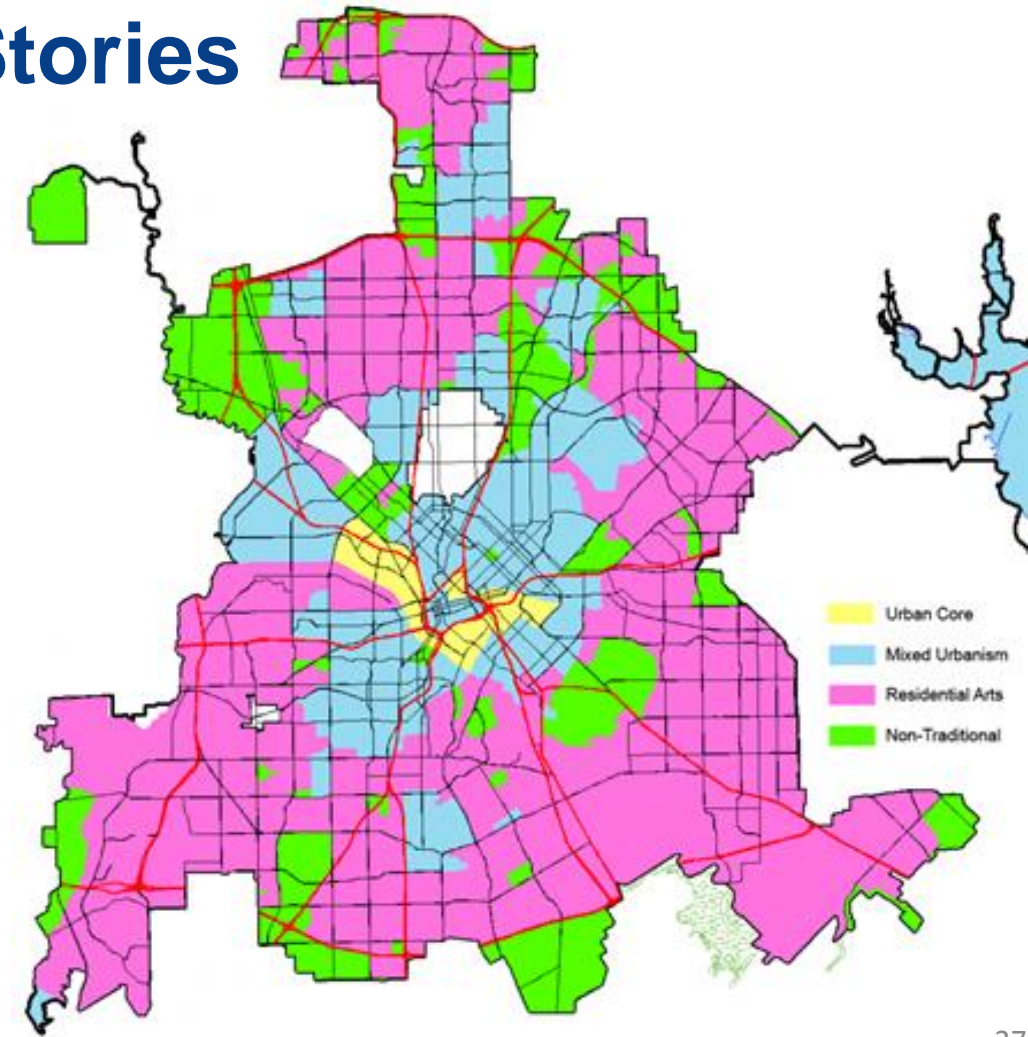 Stories
Urban Core
Mixed Urbanism
Residential Arts
Non-Traditional